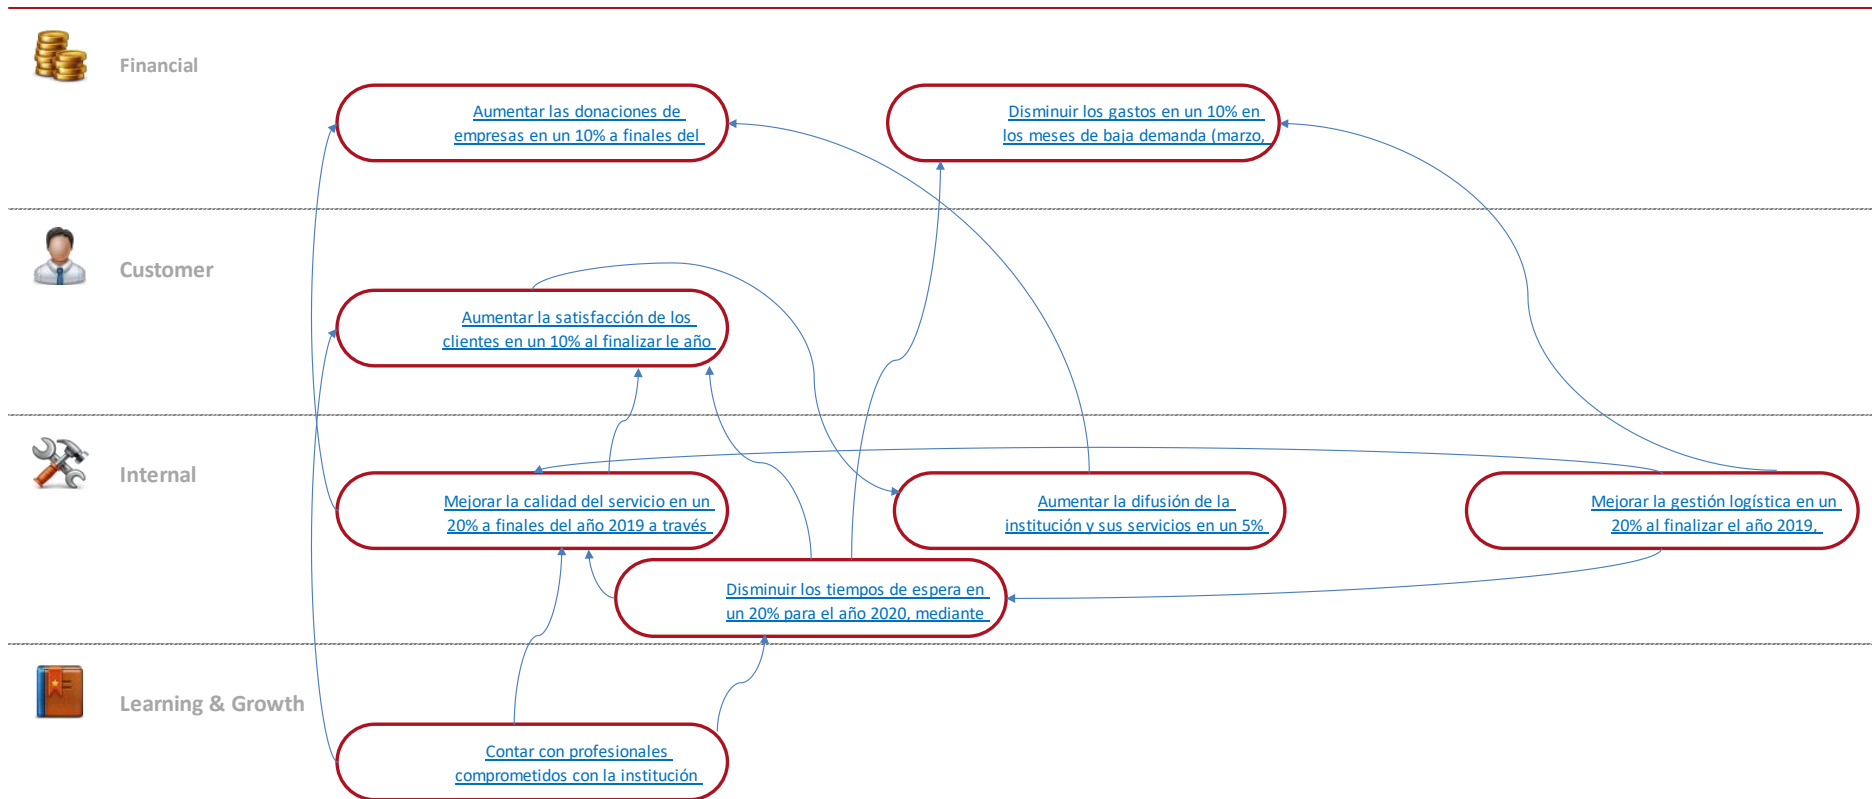 Financial
Aumentar las donaciones de
empresas en un 10% a finales del
Disminuir los gastos en un 10% en
los meses de baja demanda (marzo,
Customer
Aumentar la satisfacción de los
clientes en un 10% al finalizar le año
Internal
Mejorar la calidad del servicio en un
20% a finales del año 2019 a través
Aumentar la difusión de la
institución y sus servicios en un 5%
Mejorar la gestión logística en un
20% al finalizar el año 2019,
Disminuir los tiempos de espera en
un 20% para el año 2020, mediante
Learning & Growth
Contar con profesionales
comprometidos con la institución